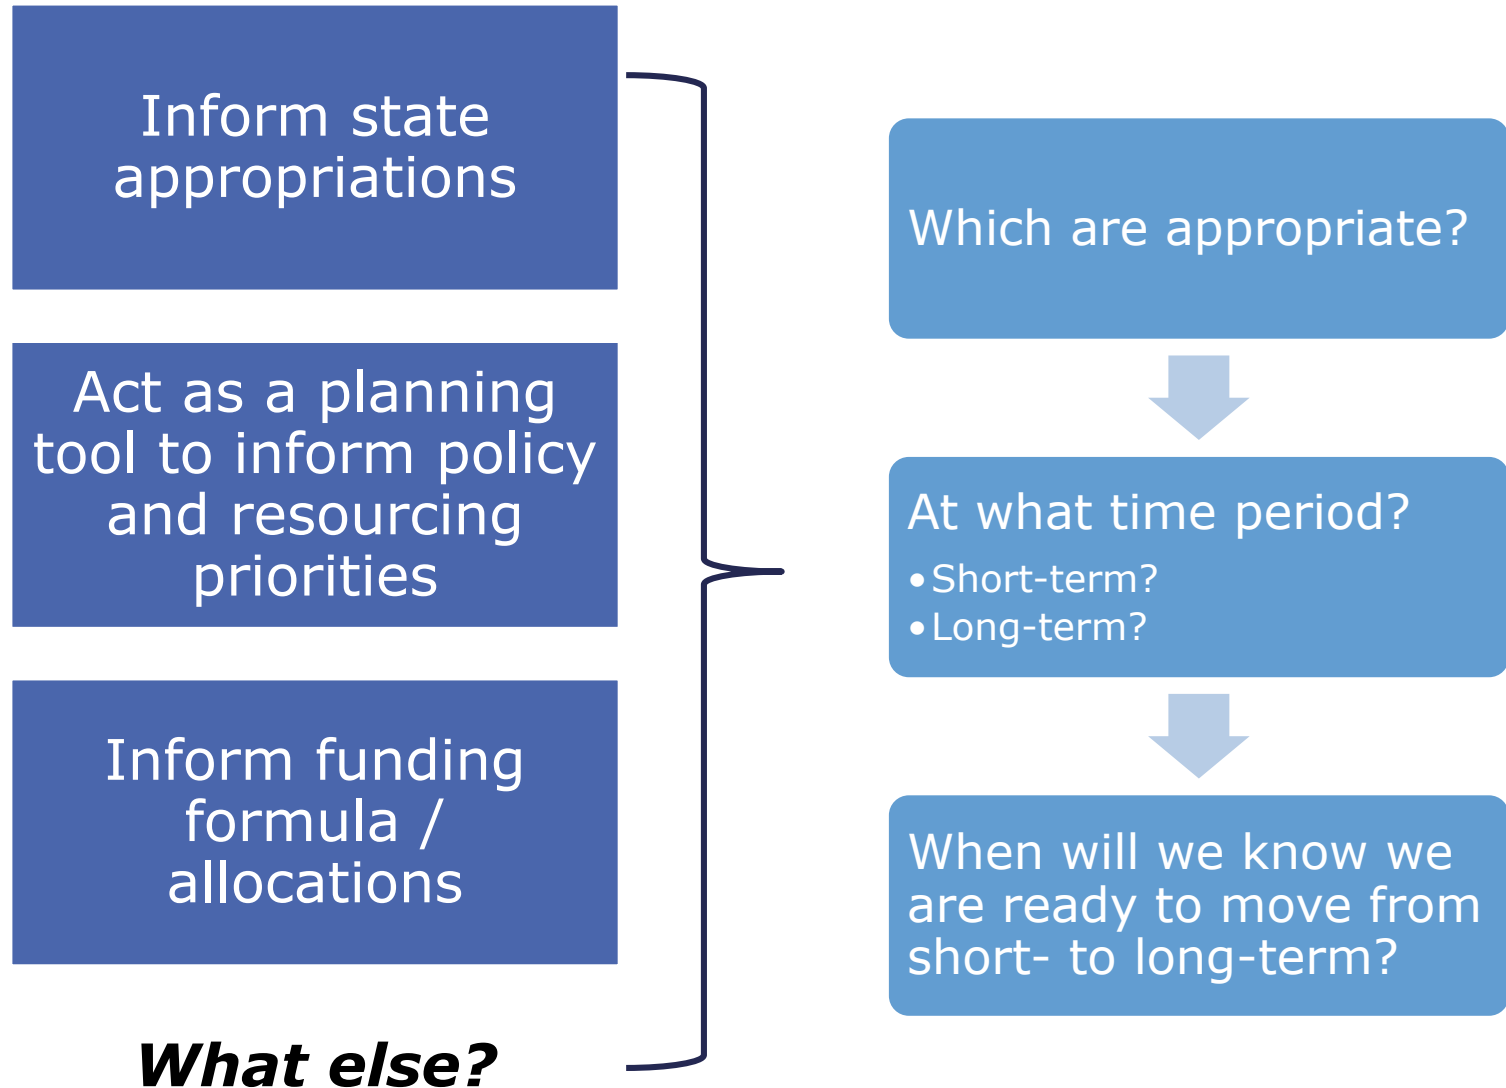 Inform state
appropriations
Act as a planning
tool to inform policy
and resourcing
priorities
Inform funding
formula /
allocations
What else?
Which are appropriate?
At what time period?
•Short-term?
•Long-term?
When will we know we
are ready to move from
short- to long-term?